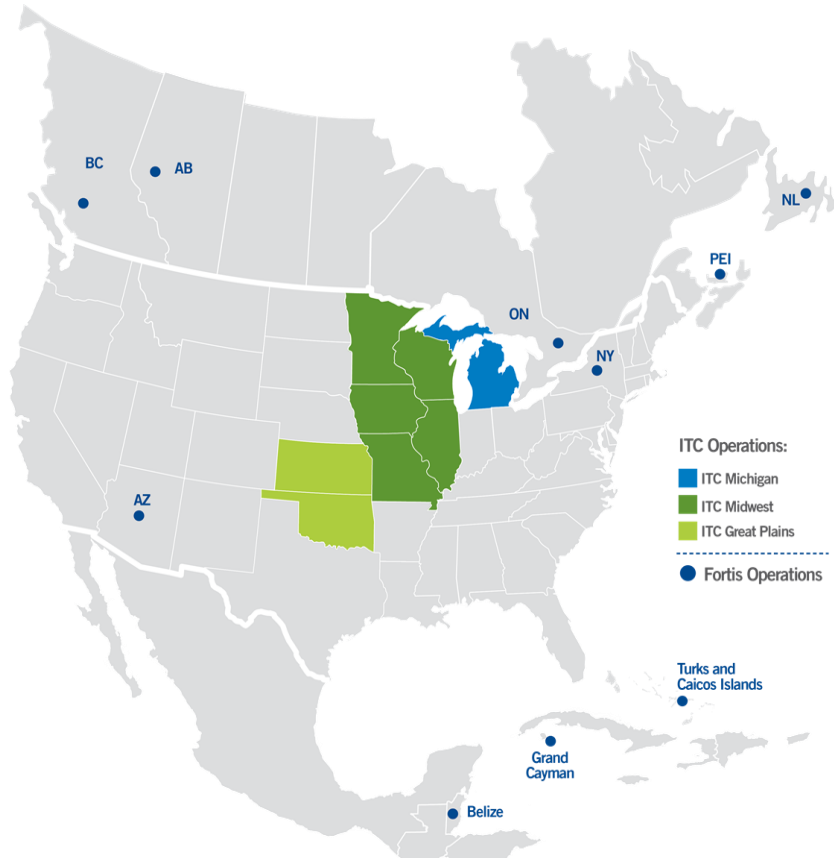 BC
AB
NL
PEI
ON
NY
ITC Operations:
ITC Michigan
ITC Midwest
ITC Great Plains
AZ
Fortis Operations
Turks and
Caicos Islands
Grand
Cayman
Belize